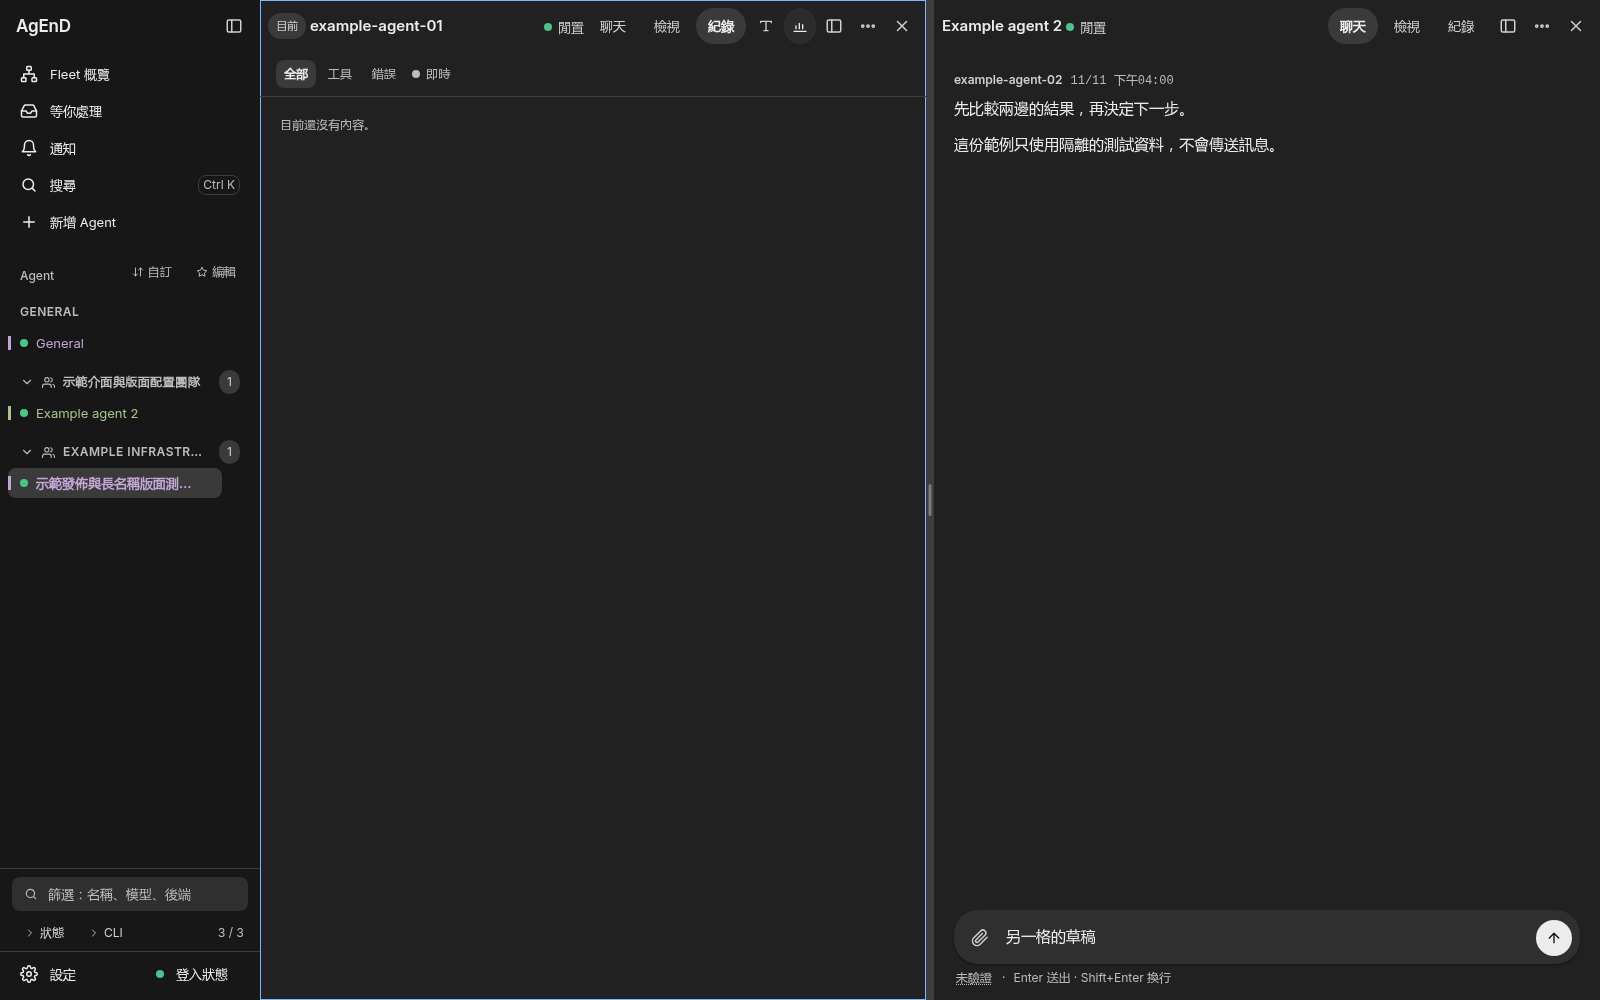 AgEnD
Fleet 概覽
等你處理
通知
搜尋 Ctrl K
新增 Agent
Agent 自訂 編輯
GENERAL
General
示範介面與版面配置團隊 1
Example agent 2
EXAMPLE INFRASTR... 1
示範發佈與長名稱版面測...
篩選：名稱、模型、後端
狀態 CLI 3 / 3
設定 登入狀態
目前 example-agent-01 閒置 聊天 檢視 紀錄
全部 工具 錯誤 即時
目前還沒有內容。
Example agent 2 閒置 聊天 檢視 紀錄
example-agent-02 11/11 下午04:00
先比較兩邊的結果，再決定下一步。
這份範例只使用隔離的測試資料，不會傳送訊息。
另一格的草稿
未驗證 · Enter 送出 · Shift+Enter 換行